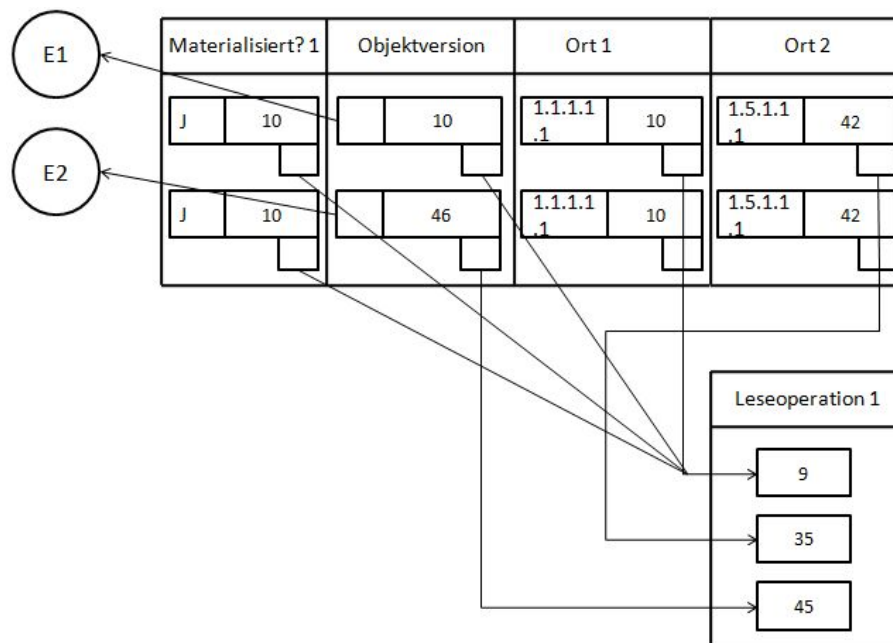 E1
E2
Materialisiert? 1
Objektversion
Ort 1
Ort 2
J
10
10
1.1.1.1
.1
10
1.5.1.1
.1
42
J
10
46
1.1.1.1
.1
10
1.5.1.1
.1
42
Leseoperation 1
9
35
45